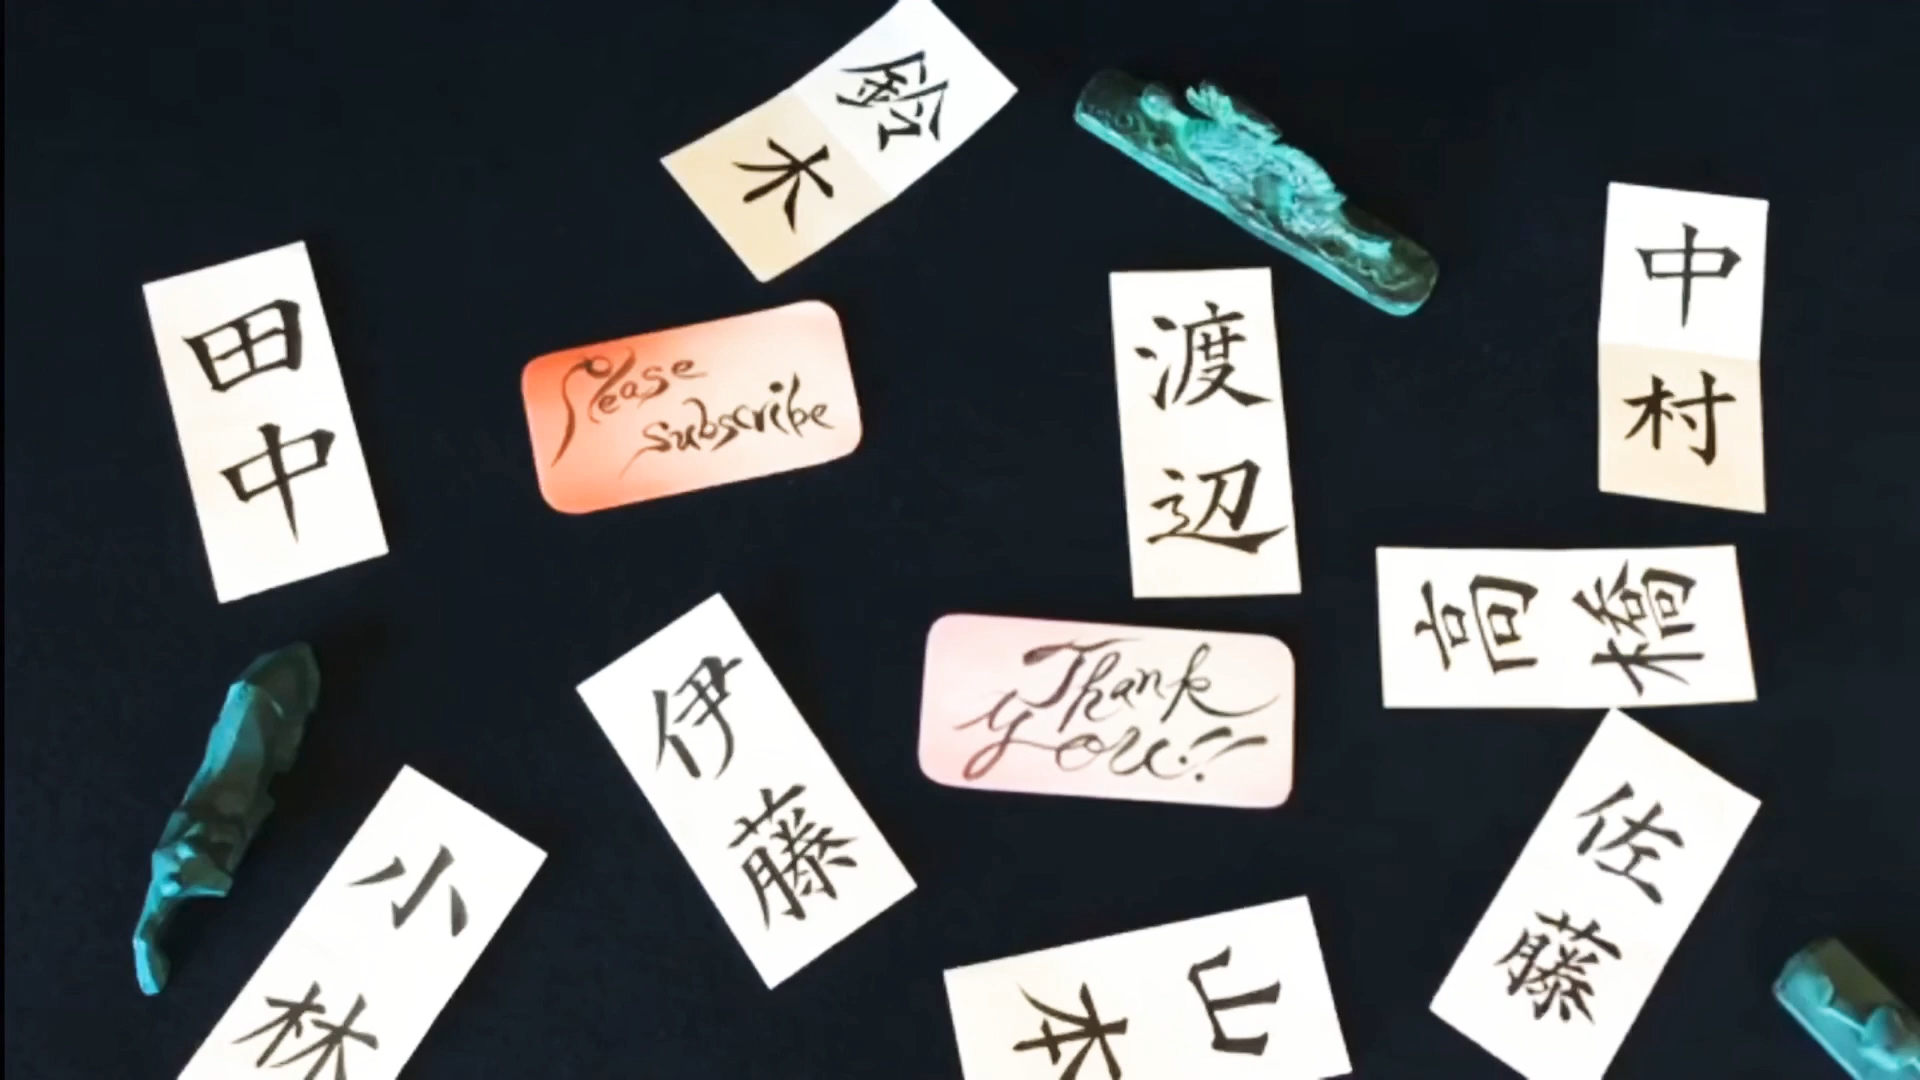 鈴木
田中
Please
subscribe
渡辺
中村
高橋
伊藤
Thank
You!!
佐藤
小林
山本